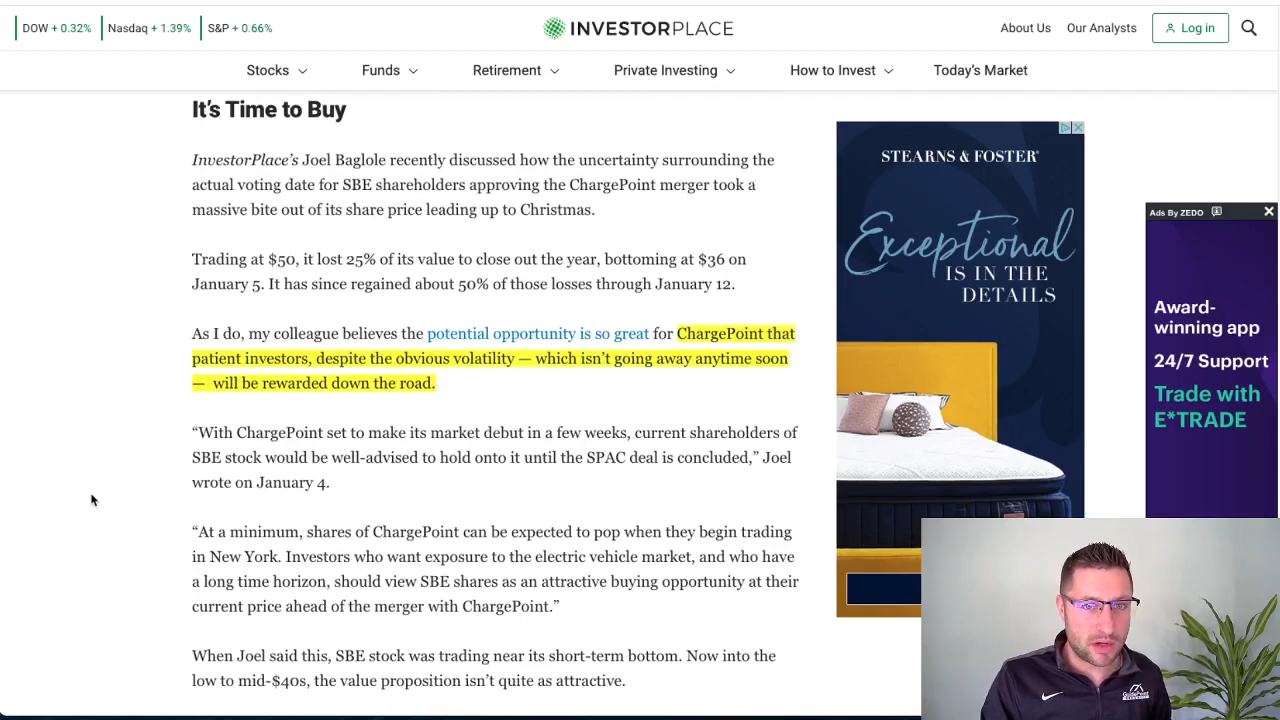 DOW + 0.32% Nasdaq + 1.39% S&P + 0.66%
INVESTORPLACE
About Us Our Analysts Log in
Stocks Funds Retirement Private Investing How to Invest Today's Market
It's Time to Buy
InvestorPlace's Joel Baglole recently discussed how the uncertainty surrounding the
actual voting date for SBE shareholders approving the ChargePoint merger took a
massive bite out of its share price leading up to Christmas.
Trading at $50, it lost 25% of its value to close out the year, bottoming at $36 on
January 5. It has since regained about 50% of those losses through January 12.
As I do, my colleague believes the potential opportunity is so great for ChargePoint that
patient investors, despite the obvious volatility — which isn't going away anytime soon
— will be rewarded down the road.
“With ChargePoint set to make its market debut in a few weeks, current shareholders of
SBE stock would be well-advised to hold onto it until the SPAC deal is concluded,” Joel
wrote on January 4.
“At a minimum, shares of ChargePoint can be expected to pop when they begin trading
in New York. Investors who want exposure to the electric vehicle market, and who have
a long time horizon, should view SBE shares as an attractive buying opportunity at their
current price ahead of the merger with ChargePoint.”
When Joel said this, SBE stock was trading near its short-term bottom. Now into the
low to mid-$40s, the value proposition isn't quite as attractive.
STEARNS & FOSTER®
Exceptional
IS IN THE
DETAILS
Ads By ZEDO
Award-
winning app
24/7 Support
Trade with
E*TRADE